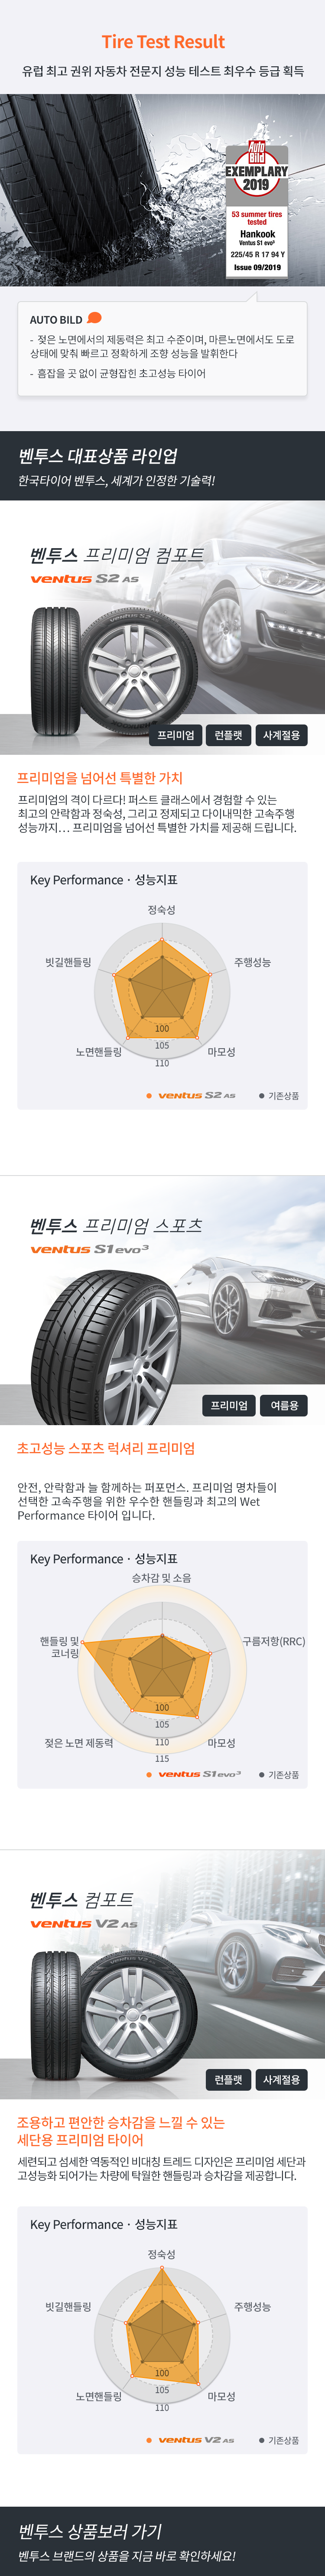 Tire Test Result
유럽 최고 권위 자동차 전문지 성능 테스트 최우수 등급 획득
Auto
Bild
EXEMPLARY
2019
53 summer tires
tested
Hankook
Ventus S1 evo³
225/45 R 17 94 Y
Issue 09/2019
AUTO BILD
- 젖은 노면에서의 제동력은 최고 수준이며, 마른노면에서도 도로
상태에 맞춰 빠르고 정확하게 조향 성능을 발휘한다
- 흠잡을 곳 없이 균형잡힌 초고성능 타이어
벤투스 대표상품 라인업
한국타이어 벤투스, 세계가 인정한 기술력!
벤투스 프리미엄 컴포트
ventus S2 AS
프리미엄
런플랫
사계절용
프리미엄을 넘어선 특별한 가치
프리미엄의 격이 다르다! 퍼스트 클래스에서 경험할 수 있는
최고의 안락함과 정숙성, 그리고 정제되고 다이내믹한 고속주행
성능까지... 프리미엄을 넘어선 특별한 가치를 제공해 드립니다.
Key Performance · 성능지표
정숙성
빗길핸들링
주행성능
100
노면핸들링
105
마모성
110
ventus S2 AS
기존상품
벤투스 프리미엄 스포츠
ventus S1 evo³
프리미엄
여름용
초고성능 스포츠 럭셔리 프리미엄
안전, 안락함과 늘 함께하는 퍼포먼스. 프리미엄 명차들이
선택한 고속주행을 위한 우수한 핸들링과 최고의 Wet
Performance 타이어 입니다.
Key Performance · 성능지표
승차감 및 소음
핸들링 및
코너링
구름저항(RRC)
100
105
젖은 노면 제동력
110
마모성
115
ventus S1 evo³
기존상품
벤투스 컴포트
ventus V2 AS
런플랫
사계절용
조용하고 편안한 승차감을 느낄 수 있는
세단용 프리미엄 타이어
세련되고 섬세한 역동적인 비대칭 트레드 디자인은 프리미엄 세단과
고성능화 되어가는 차량에 탁월한 핸들링과 승차감을 제공합니다.
Key Performance · 성능지표
정숙성
빗길핸들링
주행성능
100
노면핸들링
105
마모성
110
ventus V2 AS
기존상품
벤투스 상품보러 가기
벤투스 브랜드의 상품을 지금 바로 확인하세요!